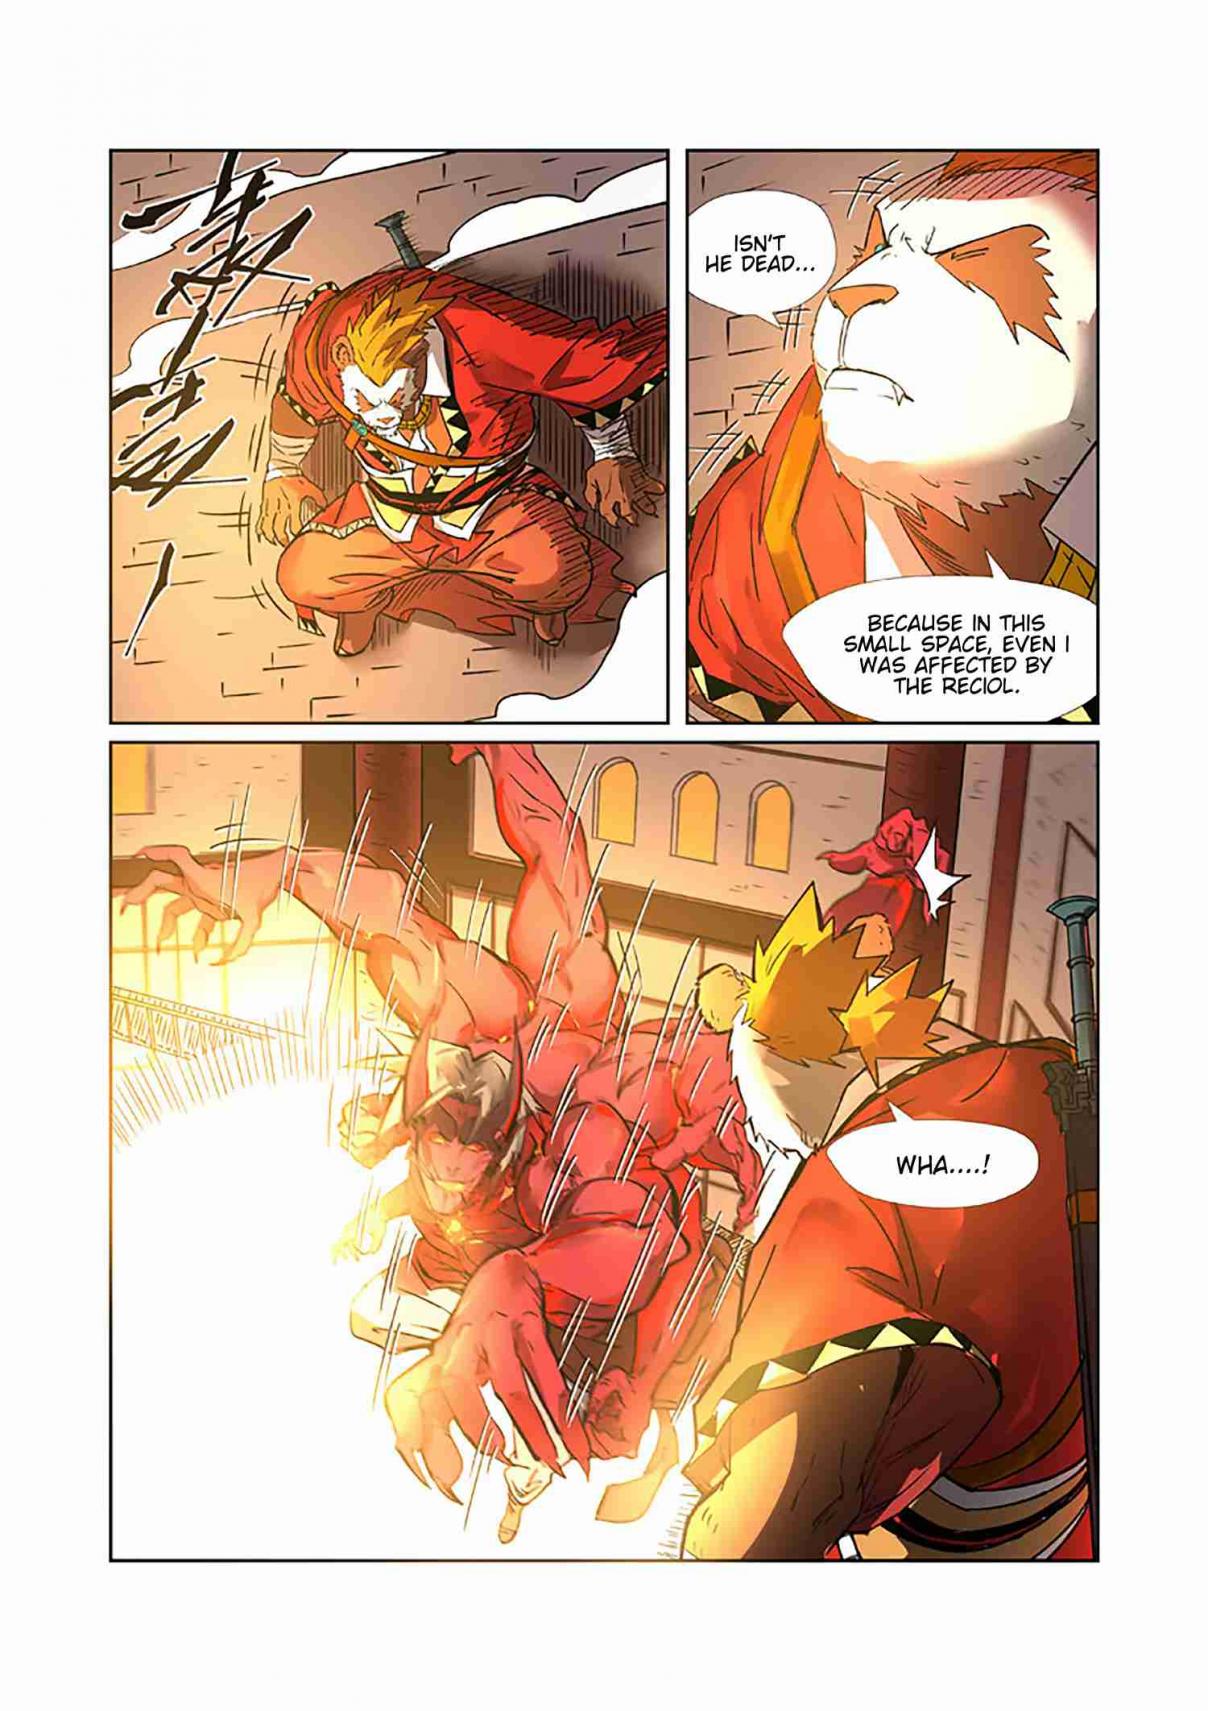 ISN'T
HE DEAD...
BECAUSE IN THIS
SMALL SPACE, EVEN I
WAS AFFECTED BY
THE RECIOL.
WHA....!